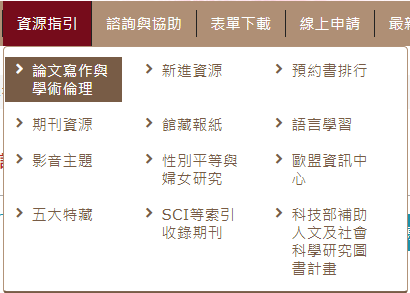 資源指引 諮詢與協助 表單下載 線上申請 最
論文寫作與 新進資源 預約書排行
學術倫理
期刊資源 館藏報紙 語言學習
影音主題 性別平等與 歐盟資訊中
婦女研究 心
五大特藏 SCI等索引 科技部補助
收錄期刊 人文及社會
科學研究圖
書計畫